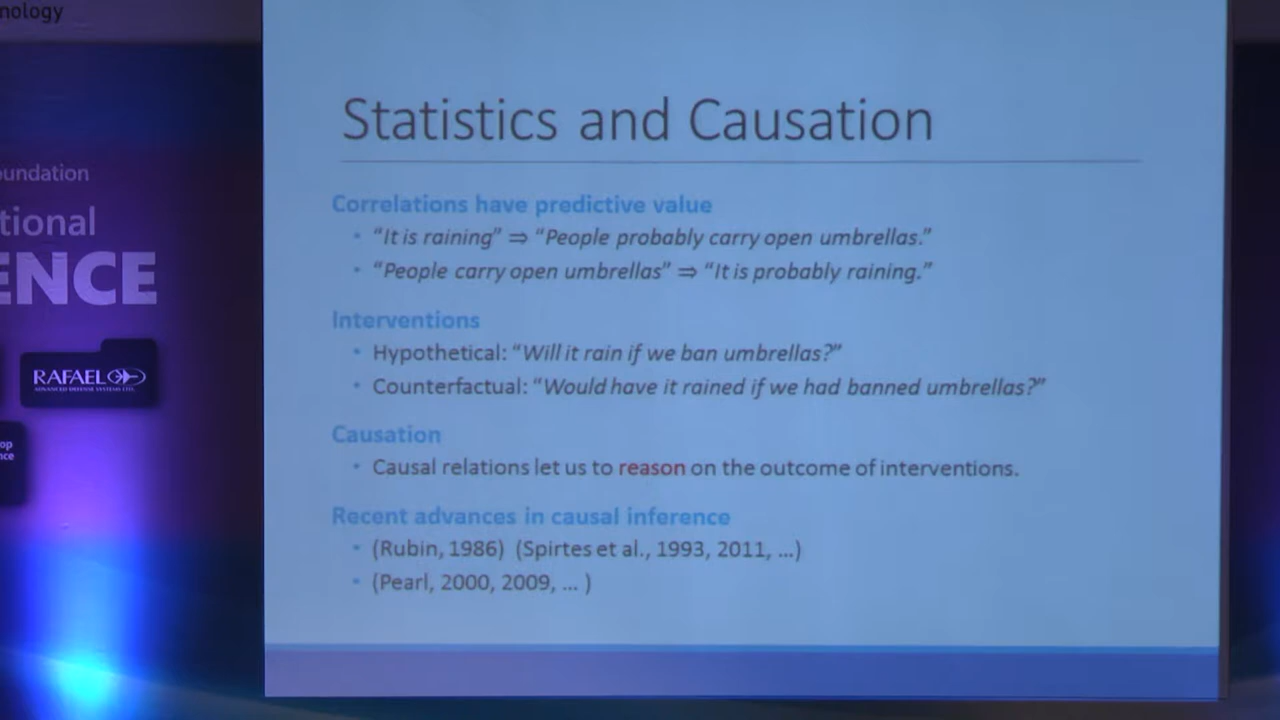 nology
undation
tional
ENCE
RAFAEL
ADVANCED DEFENSE SYSTEMS LTD.
op
nce
Statistics and Causation
Correlations have predictive value
• “It is raining” ⇒ “People probably carry open umbrellas.”
• “People carry open umbrellas” ⇒ “It is probably raining.”
Interventions
• Hypothetical: “Will it rain if we ban umbrellas?”
• Counterfactual: “Would have it rained if we had banned umbrellas?”
Causation
• Causal relations let us to reason on the outcome of interventions.
Recent advances in causal inference
• (Rubin, 1986) (Spirtes et al., 1993, 2011, …)
• (Pearl, 2000, 2009, … )